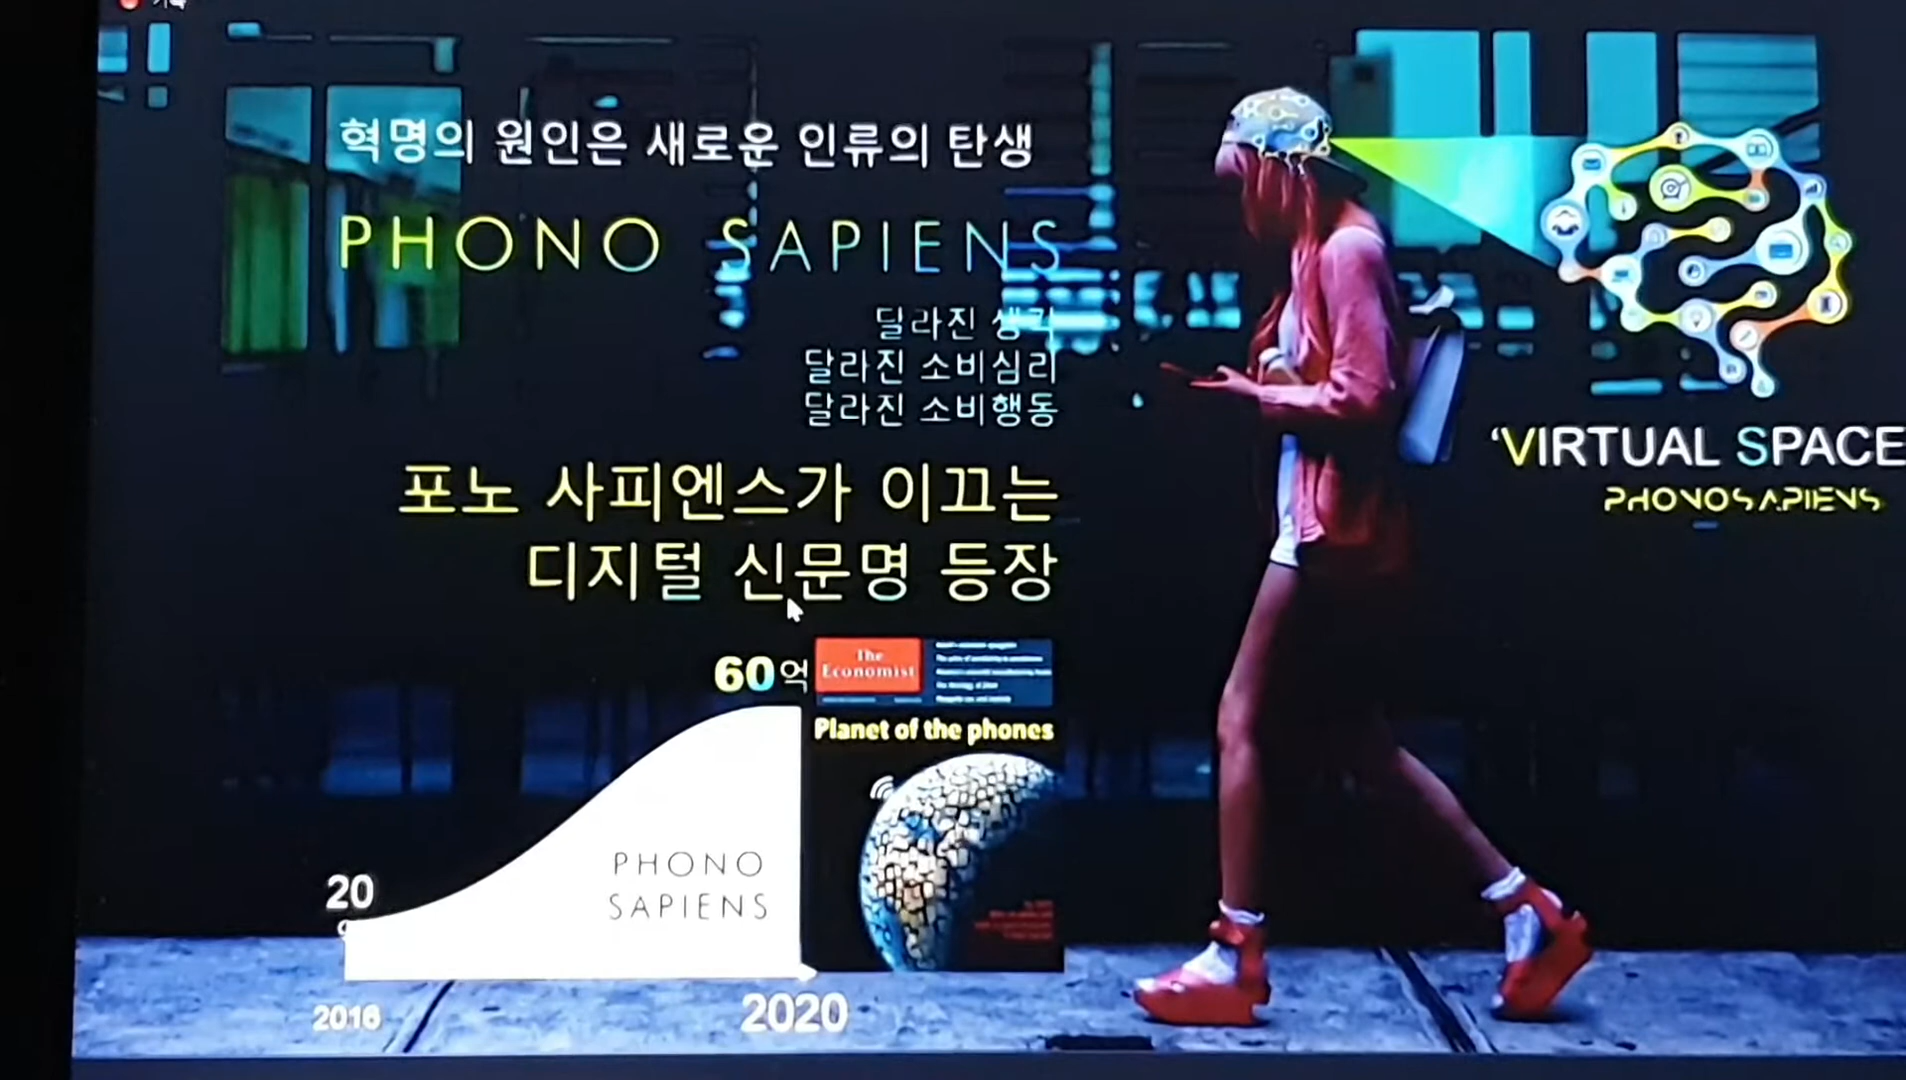 기록
혁명의 원인은 새로운 인류의 탄생
PHONO SAPIENS
달라진 생각
달라진 소비심리
달라진 소비행동
포노 사피엔스가 이끄는
디지털 신문명 등장
'VIRTUAL SPACE
PHONOSAPIENS
60억
The
Economist
Planet of the phones
PHONO
SAPIENS
20
2016
2020